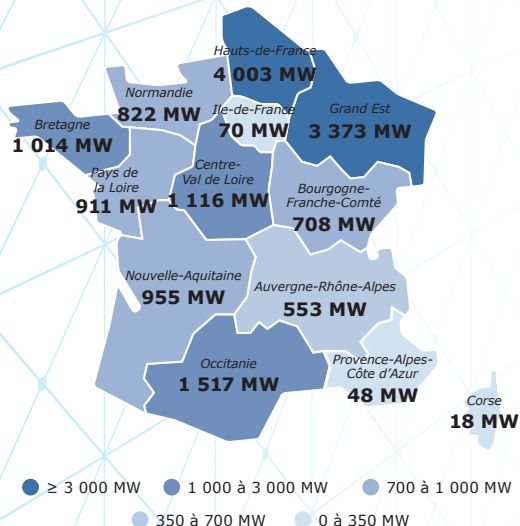 Hauts-de-France
4 003 MW
Normandie
822 MW
Ile-de-France
70 MW
Grand Est
3 373 MW
Bretagne
1 014 MW
Pays de
la Loire
911 MW
Centre-
Val de Loire
1 116 MW
Bourgogne-
Franche-Comté
708 MW
Nouvelle-Aquitaine
955 MW
Auvergne-Rhône-Alpes
553 MW
Occitanie
1 517 MW
Provence-Alpes-
Côte d'Azur
48 MW
Corse
18 MW
≥ 3 000 MW
1 000 à 3 000 MW
700 à 1 000 MW
350 à 700 MW
0 à 350 MW